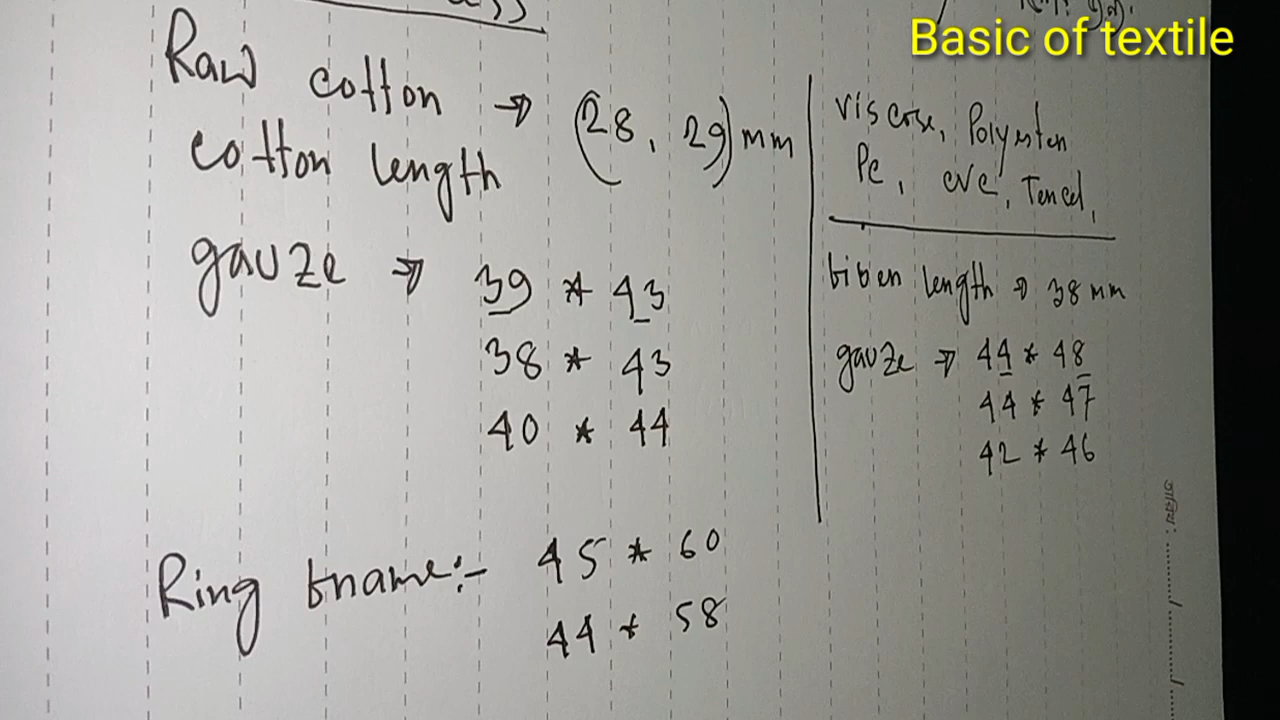 Basic of textile
Raw cotton
cotton length → (28, 29) mm
gauze → 39 * 43
38 * 43
40 * 44
Ring frame:- 45 * 60
44 * 58
viscose, Polyester
PC, CVC, Tencel,
fiber length → 38 mm
gauze → 44 * 48
44 * 47
42 * 46